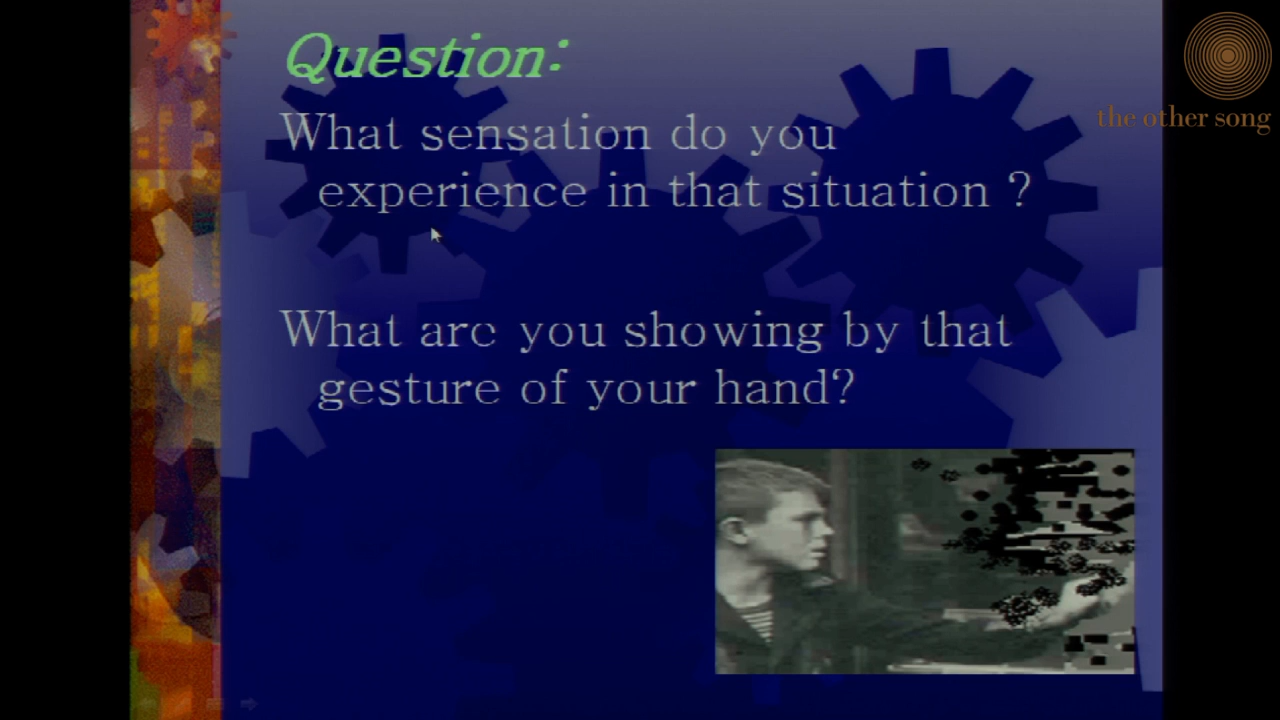 Question:
What sensation do you
experience in that situation ?
What are you showing by that
gesture of your hand?
the other song